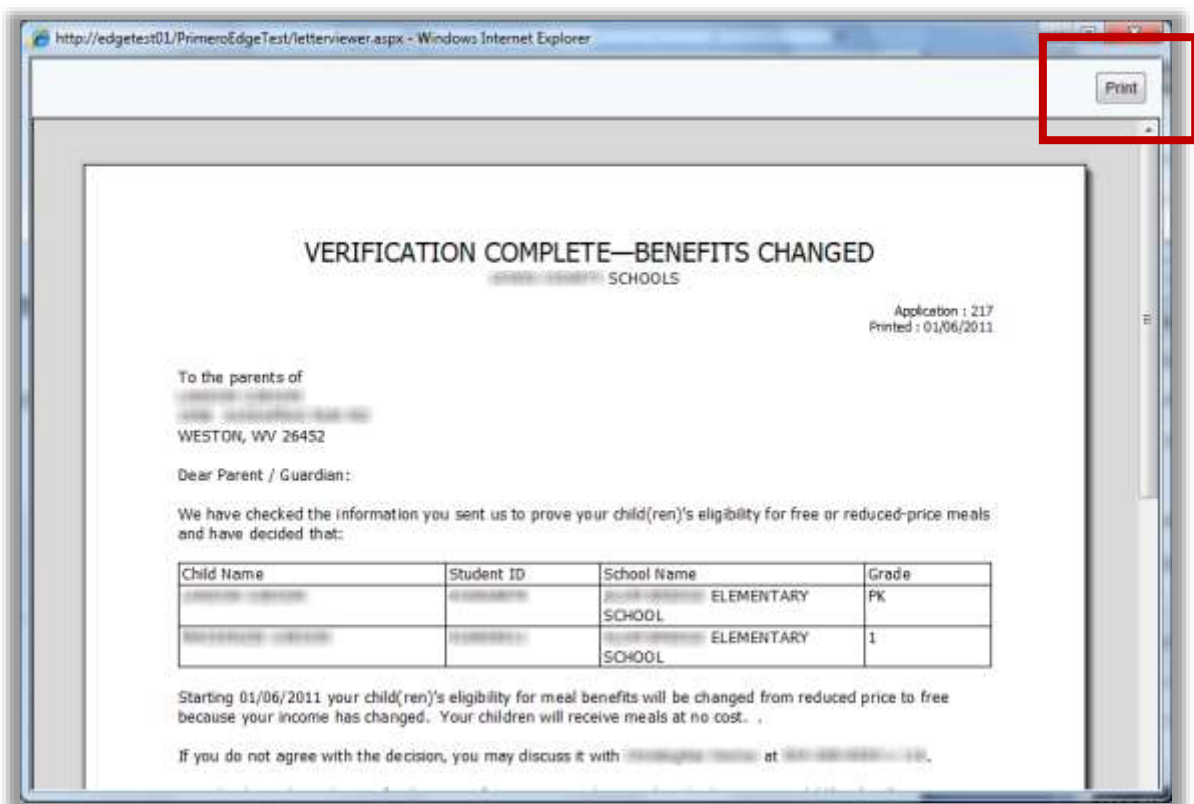 http://edgetest01/PrimeroEdgeTest/letterviewer.aspx - Windows Internet Explorer
Print
VERIFICATION COMPLETE—BENEFITS CHANGED
SCHOOLS
Application : 217
Printed : 01/06/2011
To the parents of
WESTON, WV 26452
Dear Parent / Guardian:
We have checked the information you sent us to prove your child(ren)'s eligibility for free or reduced-price meals
and have decided that:
Child Name Student ID School Name Grade
ELEMENTARY PK
SCHOOL
ELEMENTARY 1
SCHOOL
Starting 01/06/2011 your child(ren)'s eligibility for meal benefits will be changed from reduced price to free
because your income has changed. Your children will receive meals at no cost. .
If you do not agree with the decision, you may discuss it with at .